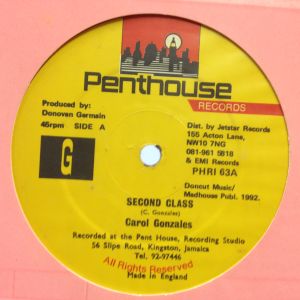 Penthouse
RECORDS
Produced by:
Donovan Germain
45rpm SIDE A
G
Dist. by Jetstar Records
155 Acton Lane,
NW10 7NG
081-961 5818
& EMI Records
PHRI 63A
Doncut Music/
Madhouse Publ. 1992.
SECOND CLASS
(C. Gonzales)
Carol Gonzales
Recorded at the Pent House, Recording Studio
56 Slipe Road, Kingston, Jamaica
Tel. 92-97446
All Rights Reserved
Made in England